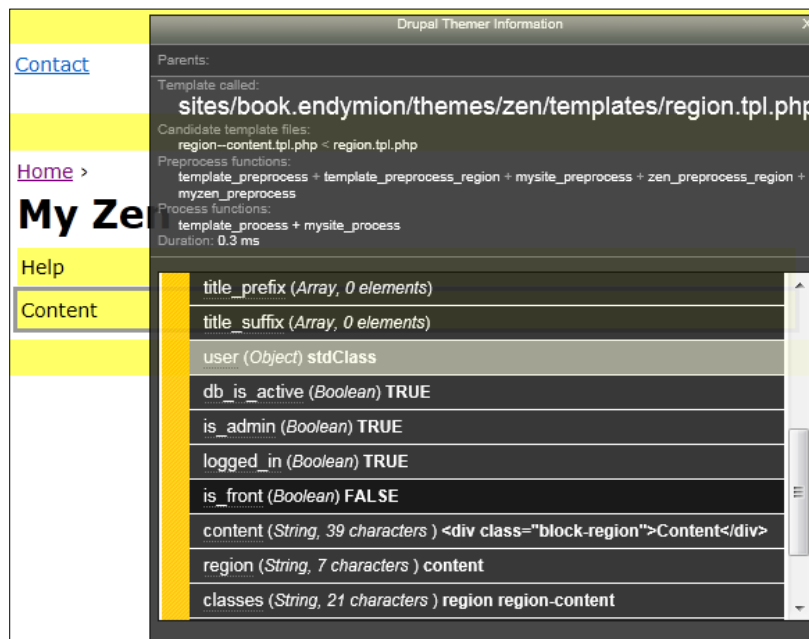 Drupal Themer Information
X
Contact
Parents:
Template called:
sites/book.endymion/themes/zen/templates/region.tpl.php
Candidate template files:
region--content.tpl.php < region.tpl.php
Preprocess functions:
template_preprocess + template_preprocess_region + mysite_preprocess + zen_preprocess_region +
myzen_preprocess
Process functions:
template_process + mysite_process
Duration: 0.3 ms
Home ›
My Zen
Help
Content
title_prefix (Array, 0 elements)
title_suffix (Array, 0 elements)
user (Object) stdClass
db_is_active (Boolean) TRUE
is_admin (Boolean) TRUE
logged_in (Boolean) TRUE
is_front (Boolean) FALSE
content (String, 39 characters ) <div class="block-region">Content</div>
region (String, 7 characters ) content
classes (String, 21 characters ) region region-content